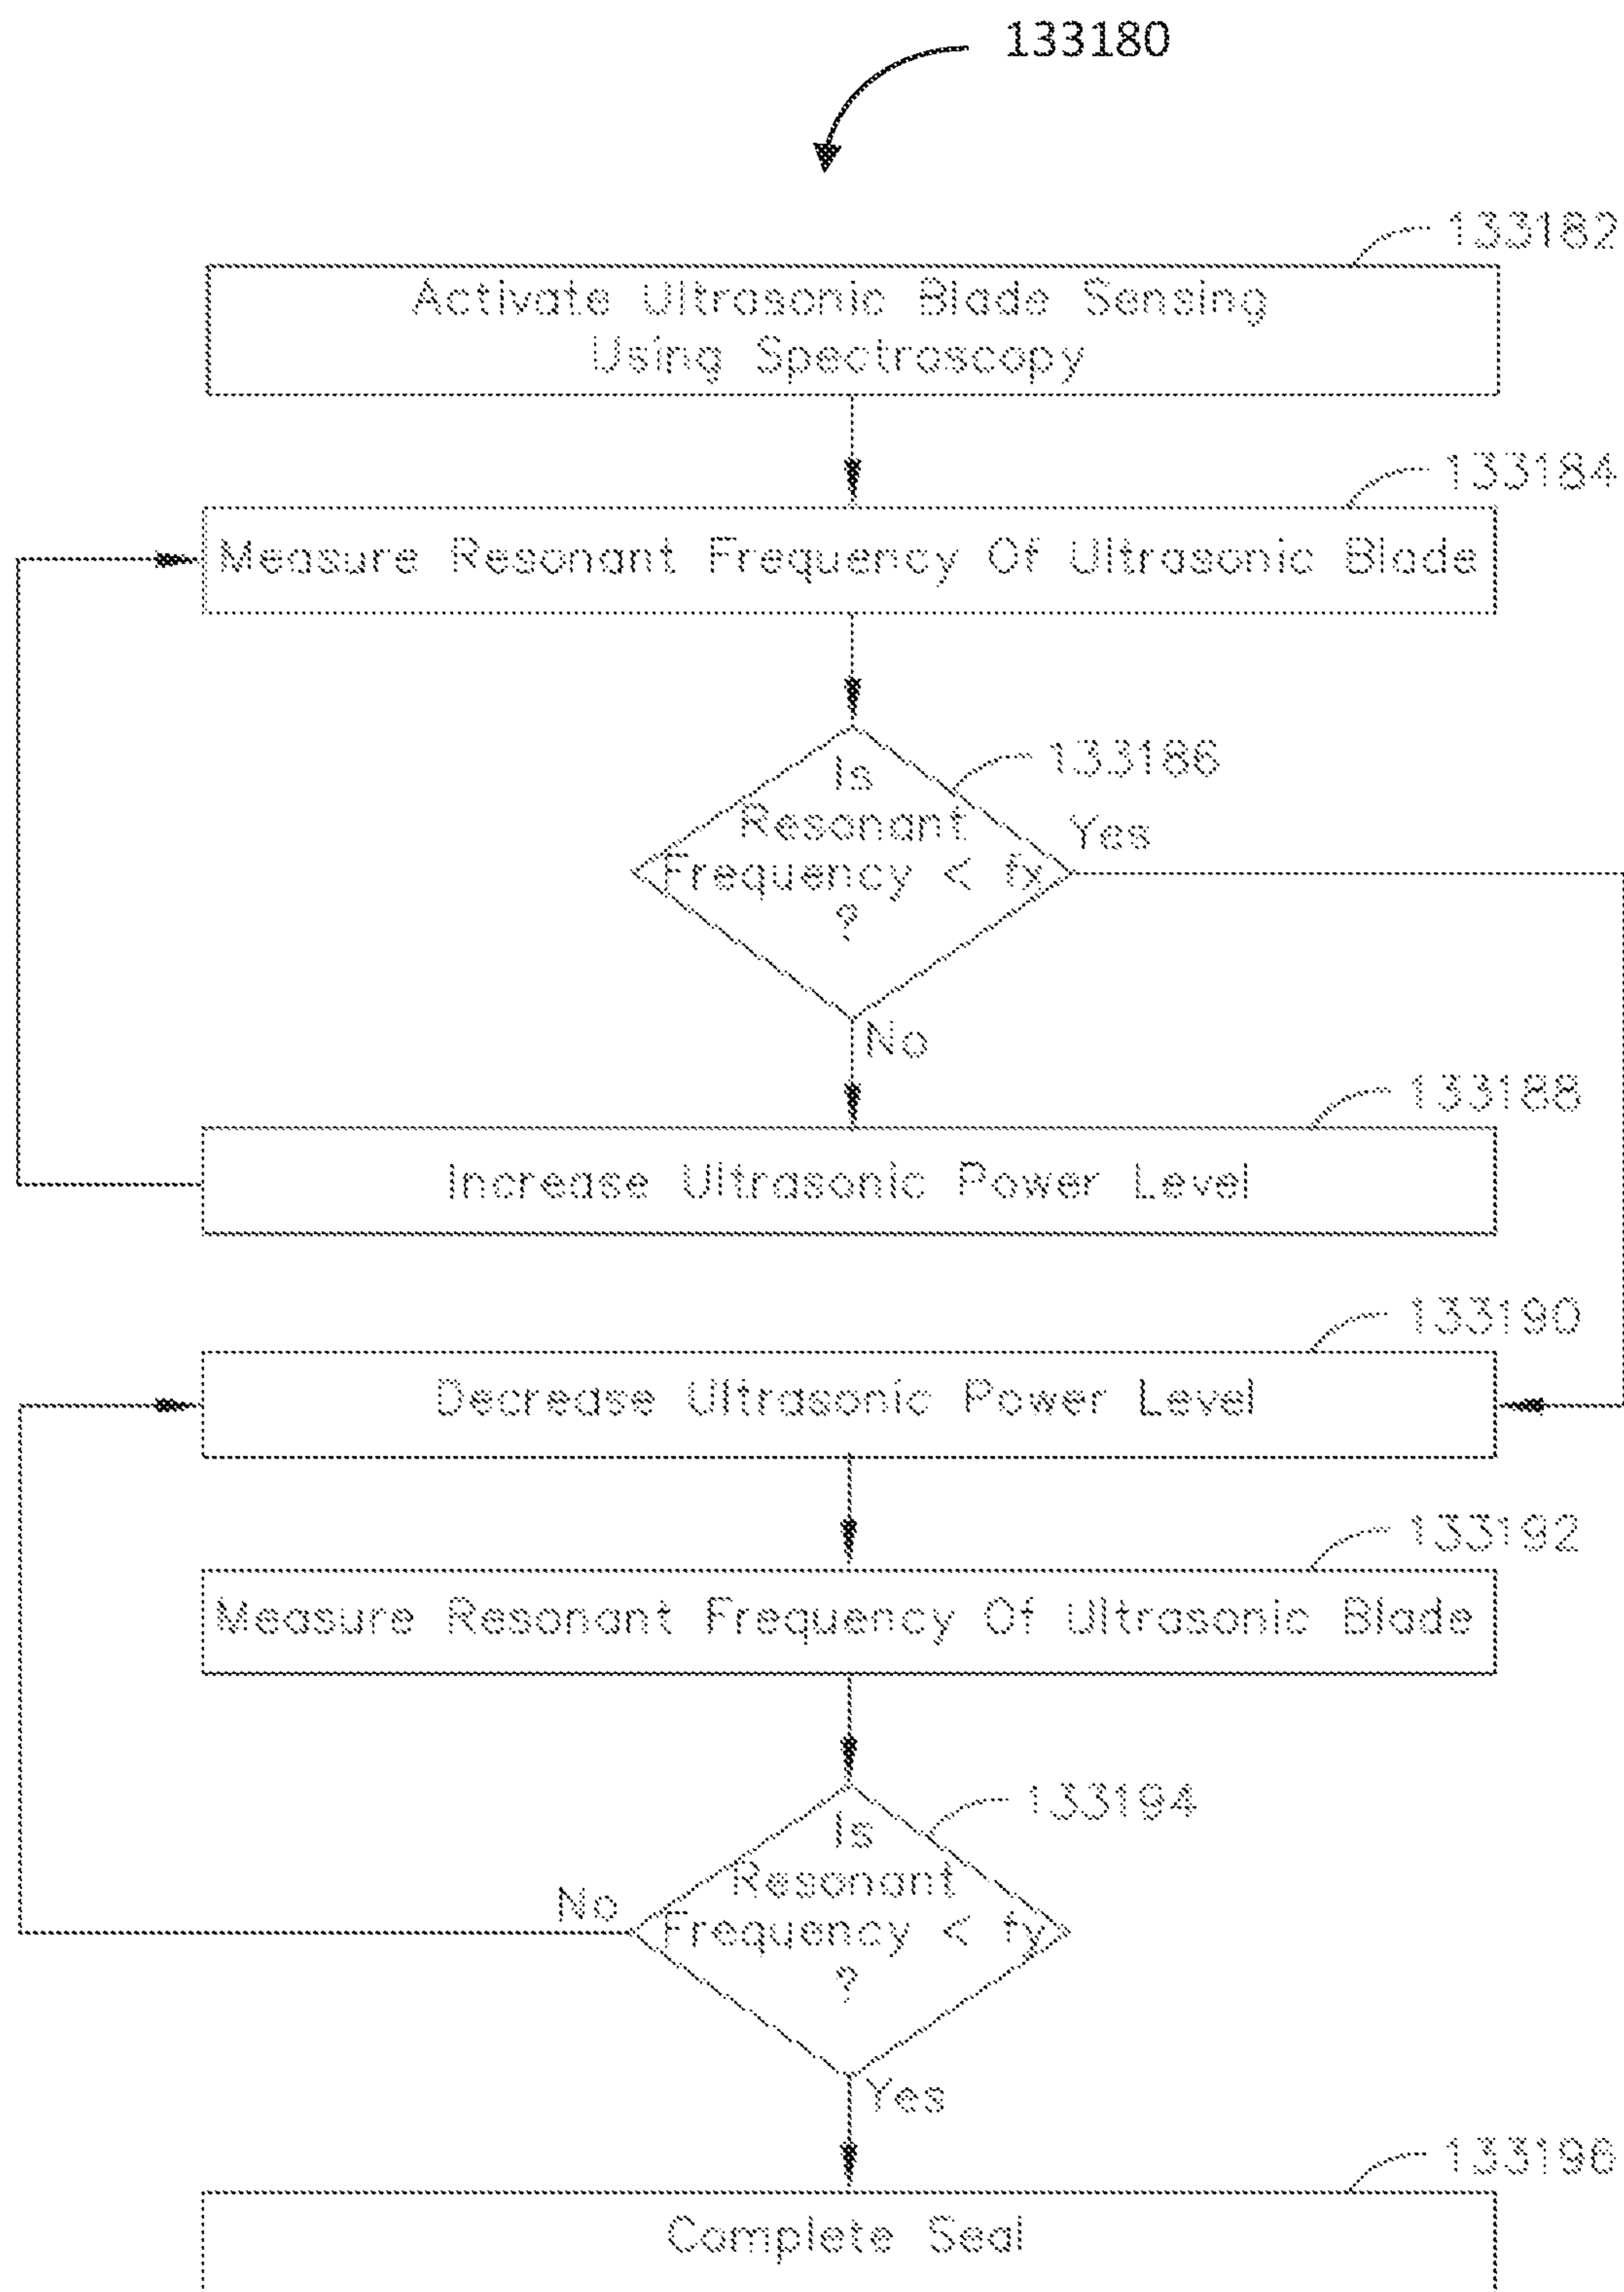 133180
133182
Activate Ultrasonic Blade Sensing
Using Spectroscopy
133184
Measure Resonant Frequency Of Ultrasonic Blade
133186
Is
Resonant
Frequency < fx
?
Yes
No
133188
Increase Ultrasonic Power Level
133190
Decrease Ultrasonic Power Level
133192
Measure Resonant Frequency Of Ultrasonic Blade
133194
Is
Resonant
Frequency < fy
?
No
Yes
133196
Complete Seal